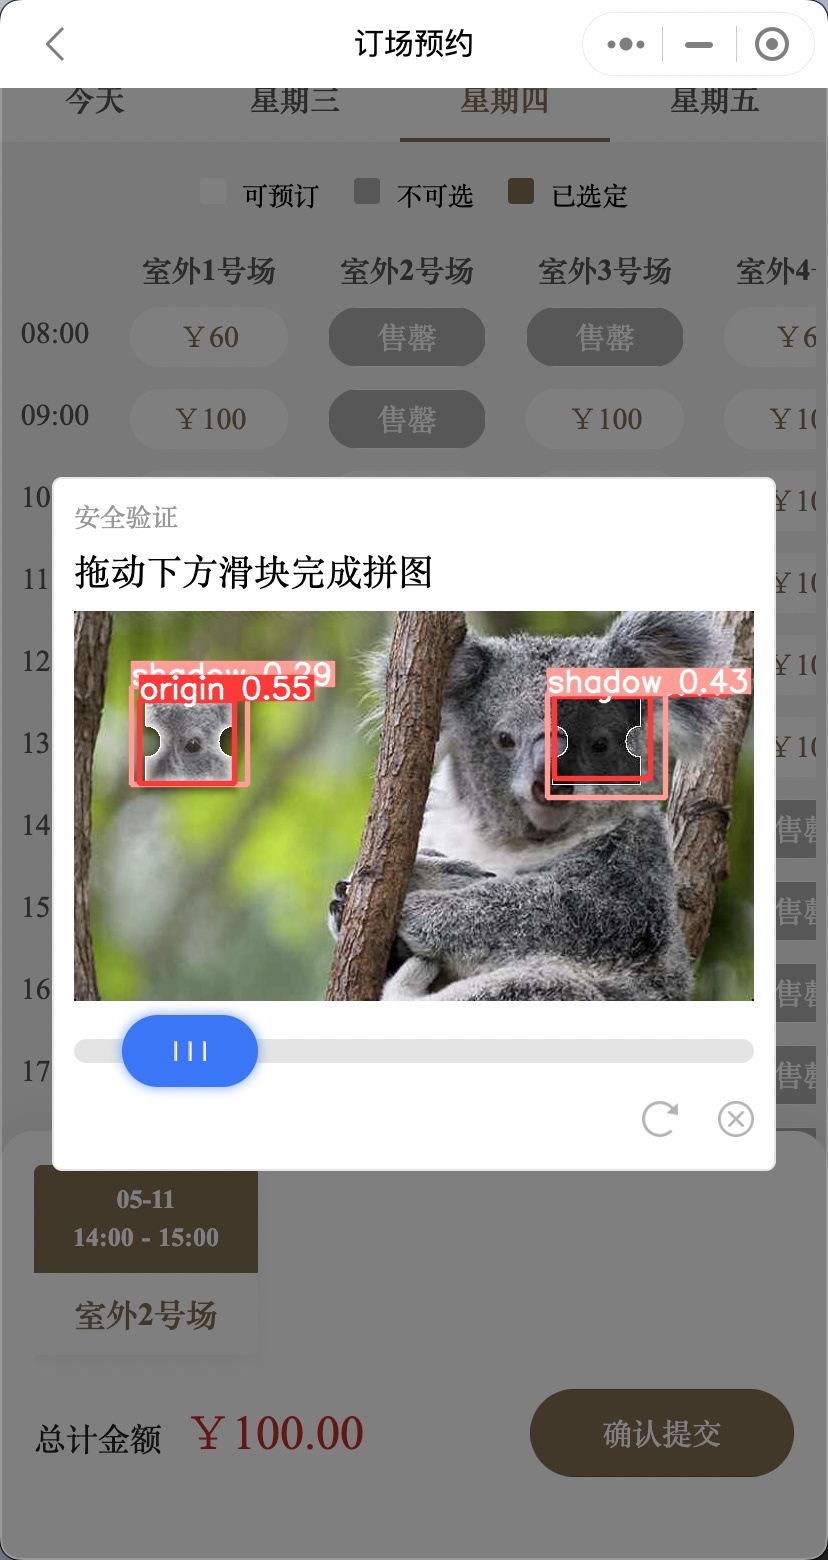 订场预约
今天 星期三 星期四 星期五
可预订 不可选 已选定
室外1号场 室外2号场 室外3号场 室外4
08:00 ￥60 售罄 售罄 ￥6
09:00 ￥100 售罄 ￥100 ￥10
10 ￥10
安全验证
拖动下方滑块完成拼图
11 ￥10
12 ￥10
shadow 0.29
origin 0.55
shadow 0.43
13 ￥10
14 售
15 售
16 售
17 售
05-11
14:00 - 15:00
室外2号场
总计金额 ￥100.00 确认提交